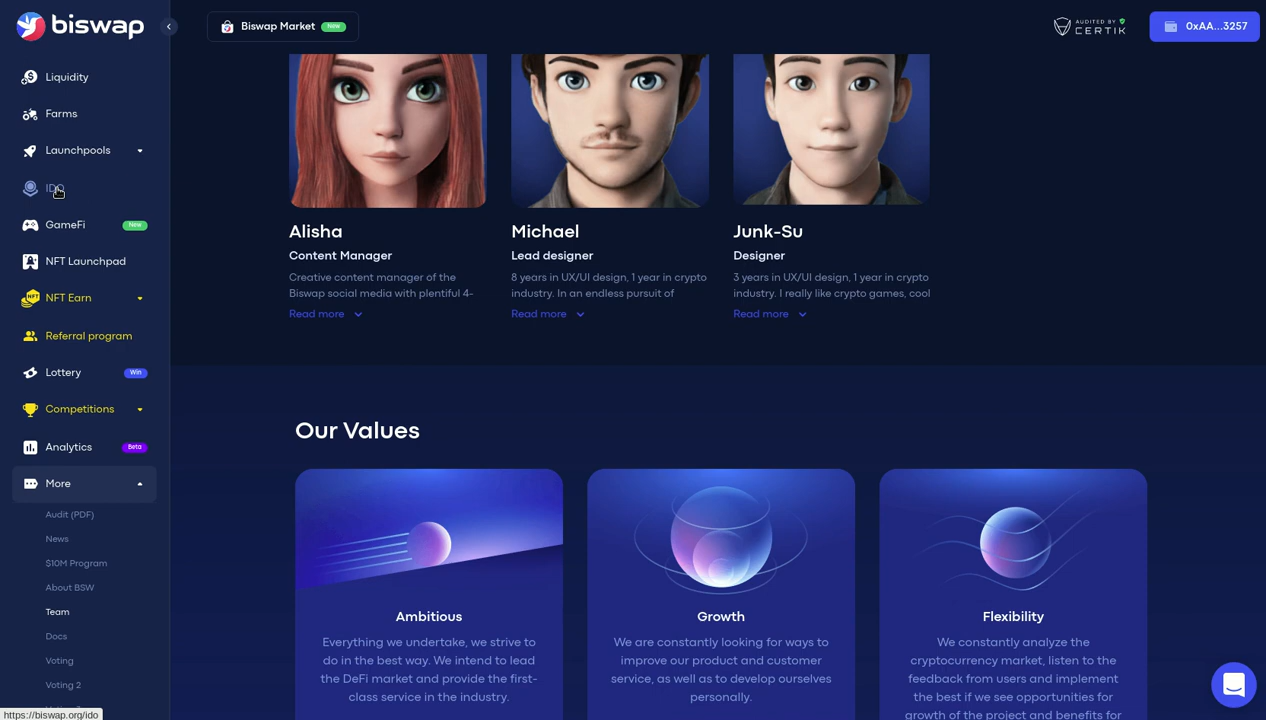 biswap
Biswap Market New
AUDITED BY
CERTIK
0xAA...3257
Liquidity
Farms
Launchpools
IDO
GameFi New
NFT Launchpad
NFT Earn
Referral program
Lottery Win
Competitions
Analytics Beta
More
Audit (PDF)
News
$10M Program
About BSW
Team
Docs
Voting
Voting 2
https://biswap.org/ido
Alisha
Content Manager
Creative content manager of the
Biswap social media with plentiful 4-
Read more
Michael
Lead designer
8 years in UX/UI design, 1 year in crypto
industry. In an endless pursuit of
Read more
Junk-Su
Designer
3 years in UX/UI design, 1 year in crypto
industry. I really like crypto games, cool
Read more
Our Values
Ambitious
Everything we undertake, we strive to
do in the best way. We intend to lead
the DeFi market and provide the first-
class service in the industry.
Growth
We are constantly looking for ways to
improve our product and customer
service, as well as to develop ourselves
personally.
Flexibility
We constantly analyze the
cryptocurrency market, listen to the
feedback from users and implement
the best if we see opportunities for
growth of the project and benefits for